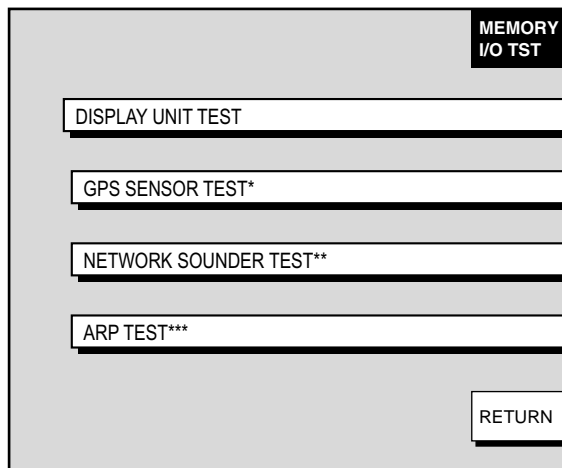 MEMORY
I/O TST
DISPLAY UNIT TEST
GPS SENSOR TEST*
NETWORK SOUNDER TEST**
ARP TEST***
RETURN